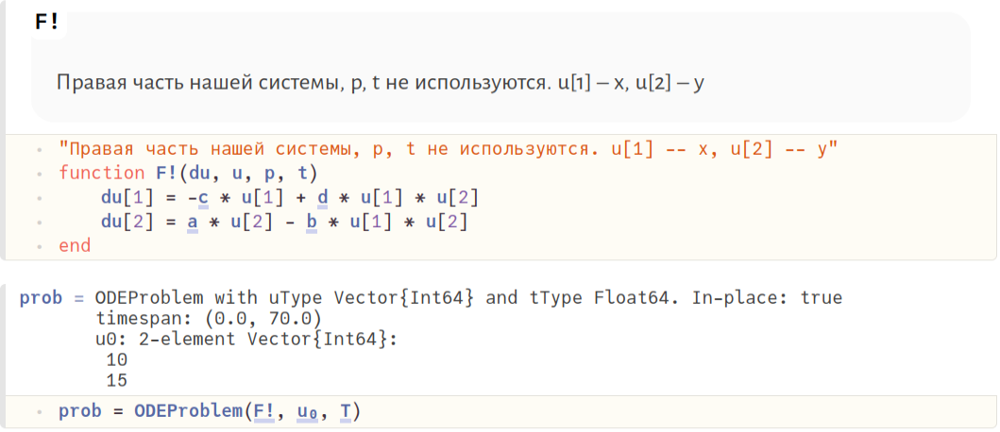 F!
Правая часть нашей системы, p, t не используются. u[1] – x, u[2] – y
"Правая часть нашей системы, p, t не используются. u[1] -- x, u[2] -- y"
function F!(du, u, p, t)
du[1] = -c * u[1] + d * u[1] * u[2]
du[2] = a * u[2] - b * u[1] * u[2]
end
prob = ODEProblem with uType Vector{Int64} and tType Float64. In-place: true
timespan: (0.0, 70.0)
u0: 2-element Vector{Int64}:
10
15
prob = ODEProblem(F!, u₀, T)